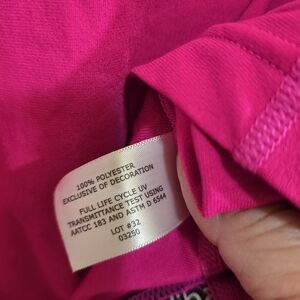 100% POLYESTER
EXCLUSIVE OF DECORATION
FULL LIFE CYCLE UV
TRANSMITTANCE TEST USING
AATCC 183 AND ASTM D 6544
LOT #32
03250